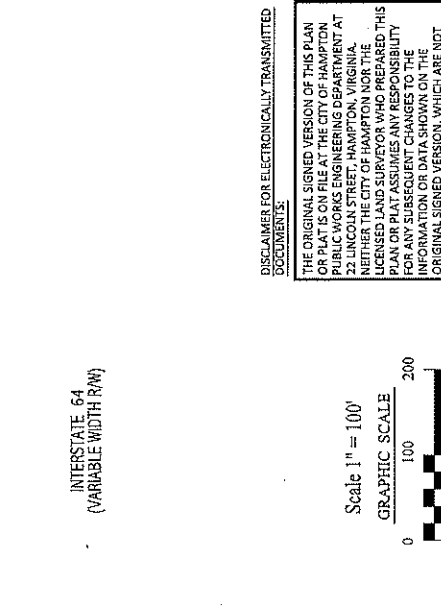 INTERSTATE 64
(VARIABLE WIDTH R/W)
DISCLAIMER FOR ELECTRONICALLY TRANSMITTED
DOCUMENTS:
THE ORIGINAL SIGNED VERSION OF THIS PLAN
OR PLAT IS ON FILE AT THE CITY OF HAMPTON
PUBLIC WORKS ENGINEERING DEPARTMENT AT
22 LINCOLN STREET, HAMPTON, VIRGINIA.
NEITHER THE CITY OF HAMPTON NOR THE
LICENSED LAND SURVEYOR WHO PREPARED THIS
PLAN OR PLAT ASSUMES ANY RESPONSIBILITY
FOR ANY SUBSEQUENT CHANGES TO THE
INFORMATION OR DATA SHOWN ON THE
ORIGINAL SIGNED VERSION, WHICH ARE NOT
Scale 1" = 100'
GRAPHIC SCALE
0 100 200